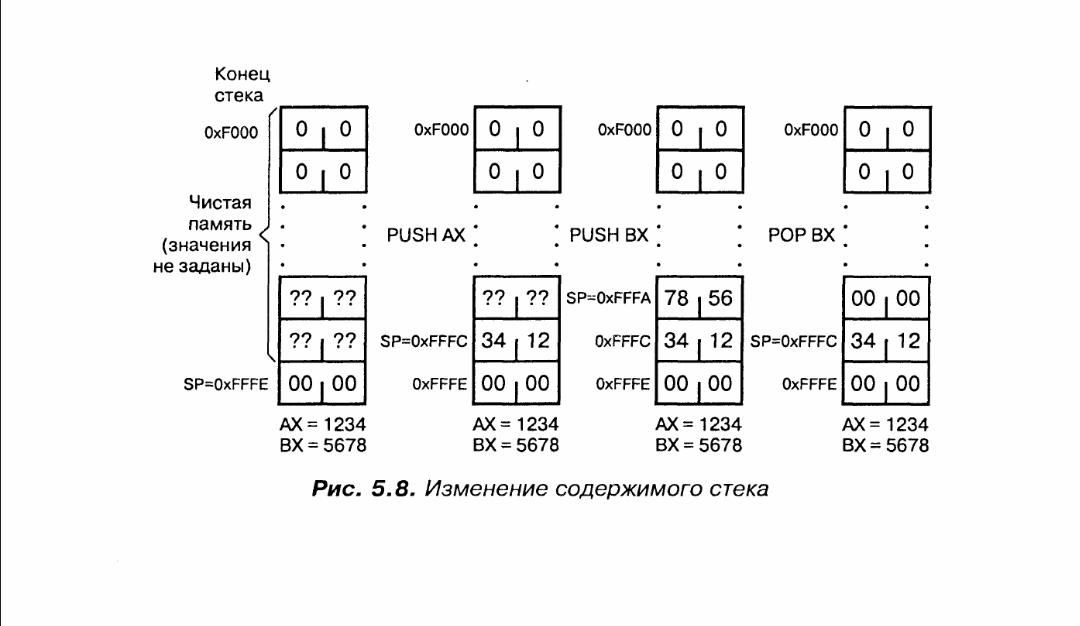 Конец
стека
0xF000 0 0 0xF000 0 0 0xF000 0 0 0xF000 0 0
0 0 0 0 0 0 0 0
Чистая
память
(значения
не заданы)
PUSH AX PUSH BX POP BX
?? ?? ?? ?? SP=0xFFFA 78 56 00 00
?? ?? SP=0xFFFC 34 12 0xFFFC 34 12 SP=0xFFFC 34 12
SP=0xFFFE 00 00 0xFFFE 00 00 0xFFFE 00 00 0xFFFE 00 00
AX = 1234 AX = 1234 AX = 1234 AX = 1234
BX = 5678 BX = 5678 BX = 5678 BX = 5678
Рис. 5.8. Изменение содержимого стека